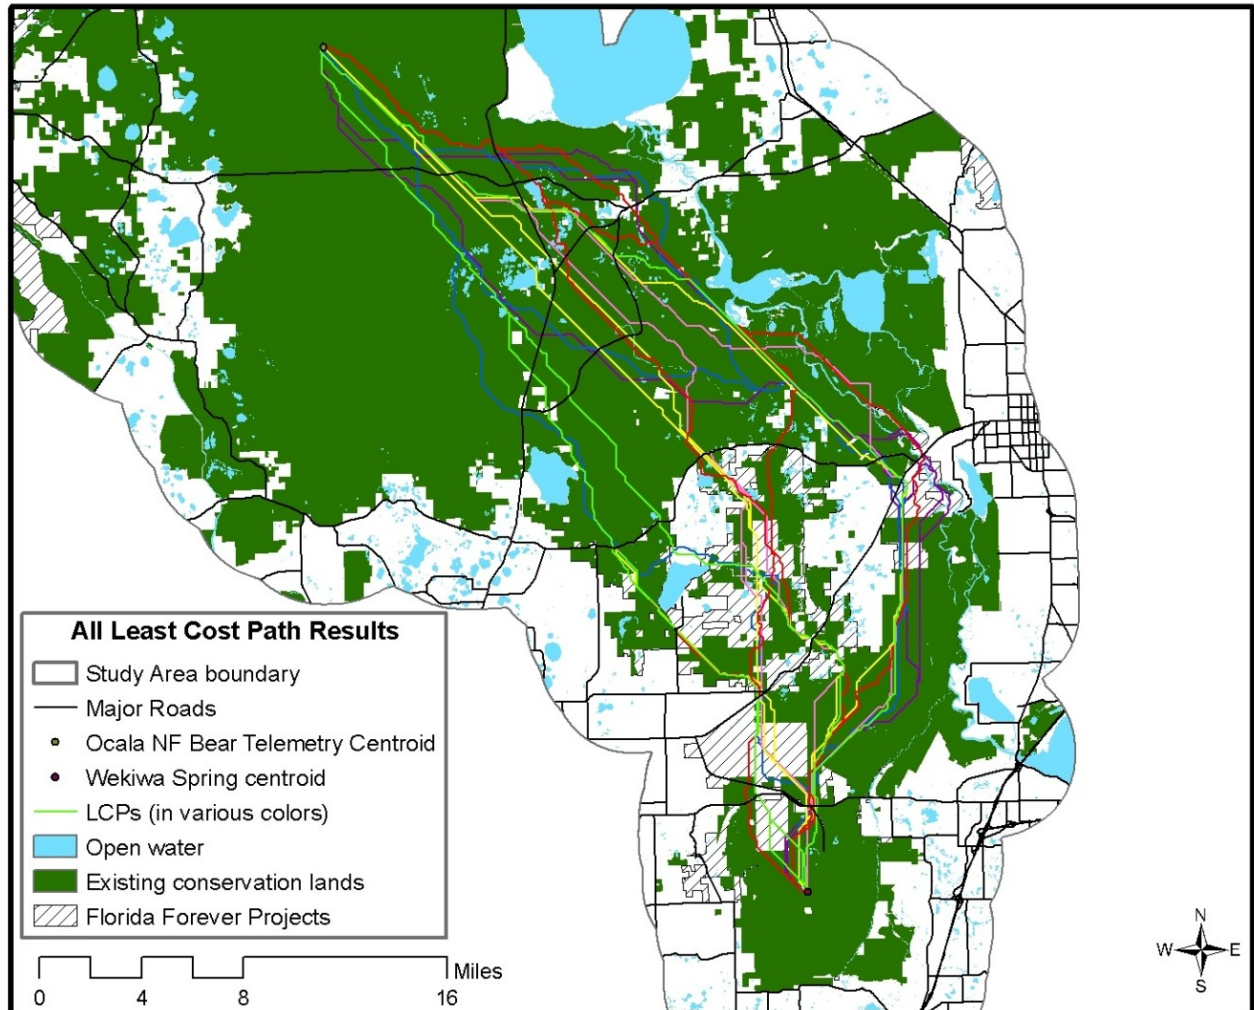 All Least Cost Path Results
Study Area boundary
Major Roads
Ocala NF Bear Telemetry Centroid
Wekiwa Spring centroid
LCPs (in various colors)
Open water
Existing conservation lands
Florida Forever Projects
Miles
0 4 8 16
N
W E
S